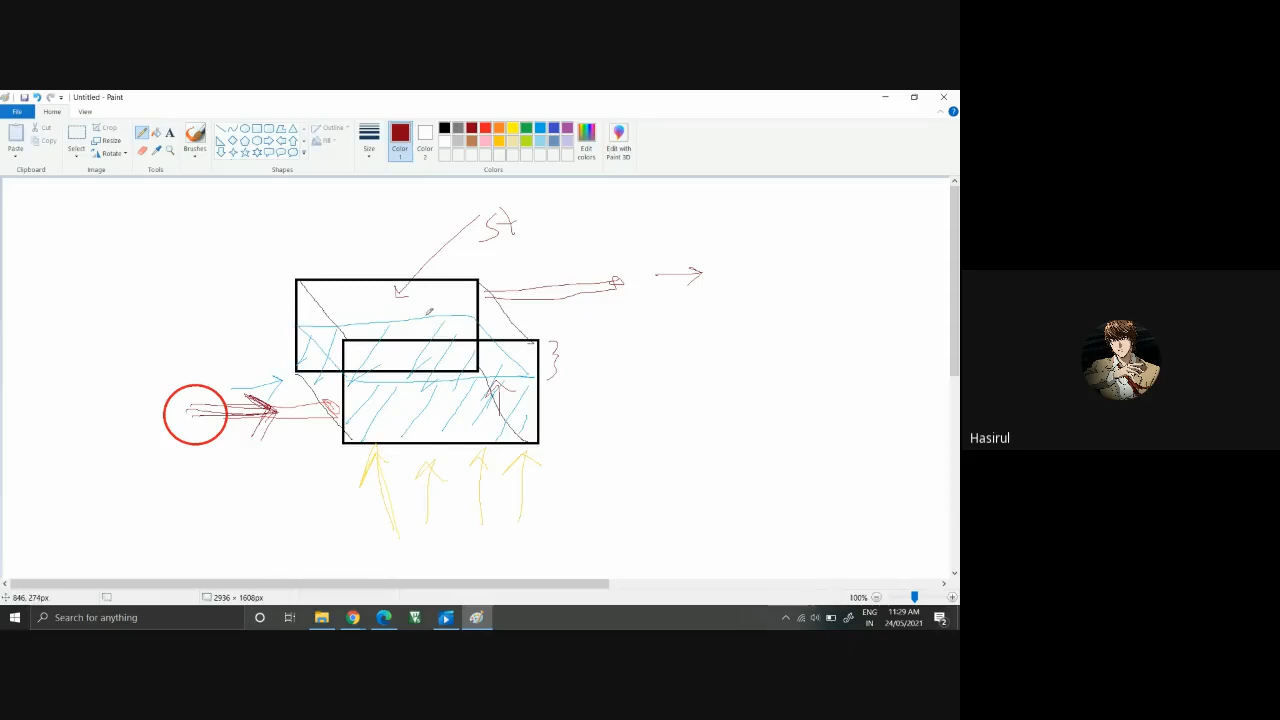 Untitled - Paint
File Home View
Cut
Copy
Paste
Crop
Resize
Rotate
Select
A
Brushes
Outline
Fill
Size
Color 1
Color 2
Edit colors
Edit with Paint 3D
Clipboard
Image
Tools
Shapes
Colors
St
Hasirul
846, 274px
2936 × 1608px
100%
Search for anything
ENG
IN
11:29 AM
24/05/2021
2